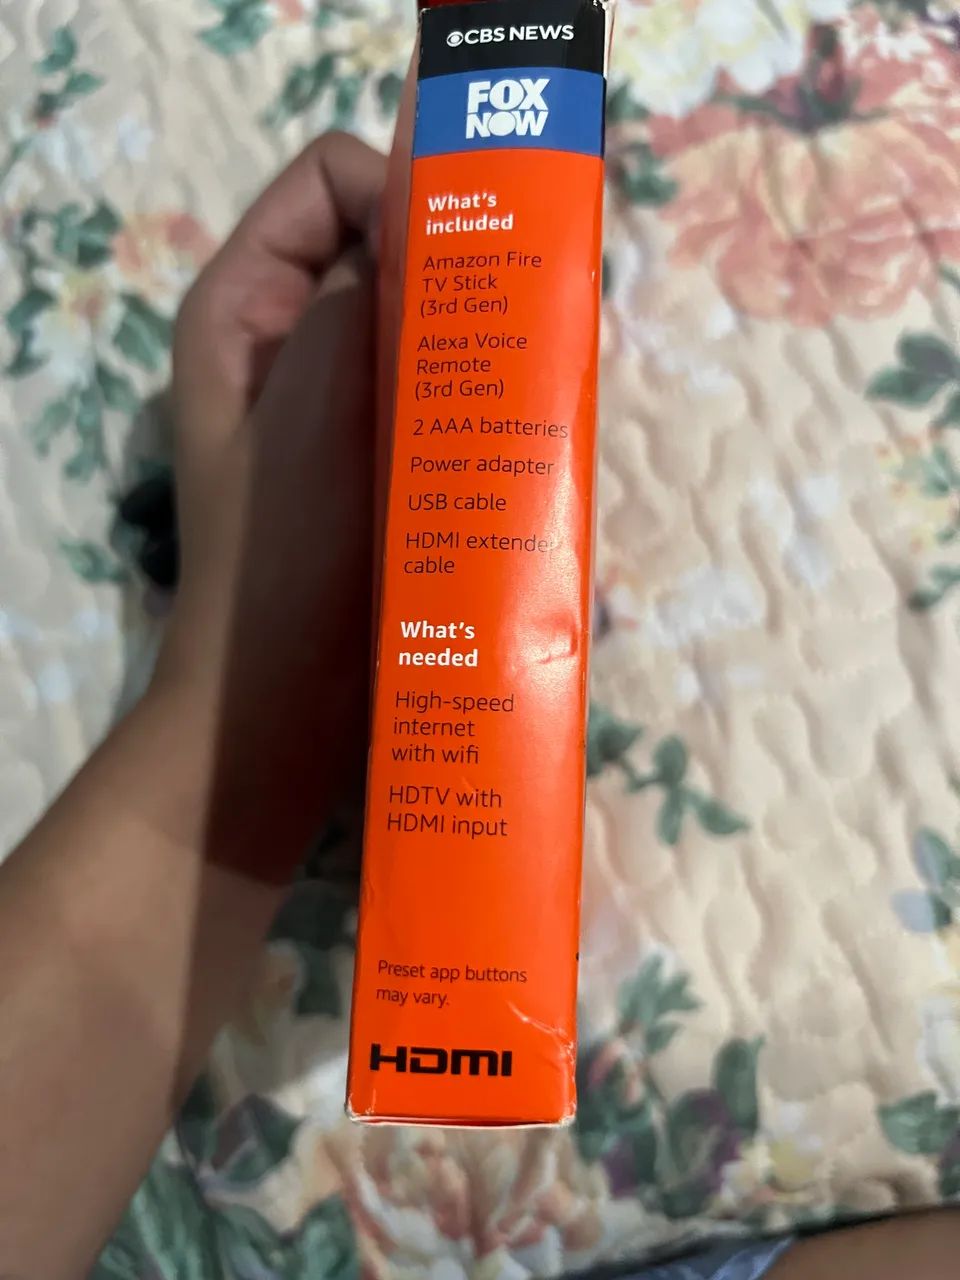 CBS NEWS
FOX
NOW
What's
included
Amazon Fire
TV Stick
(3rd Gen)
Alexa Voice
Remote
(3rd Gen)
2 AAA batteries
Power adapter
USB cable
HDMI extender
cable
What's
needed
High-speed
internet
with wifi
HDTV with
HDMI input
Preset app buttons
may vary.
HDMI